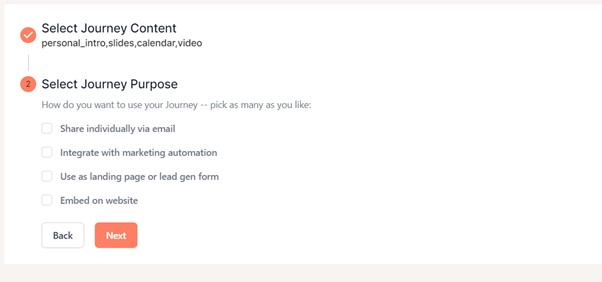 Select Journey Content
personal_intro,slides,calendar,video
2 Select Journey Purpose
How do you want to use your Journey -- pick as many as you like:
Share individually via email
Integrate with marketing automation
Use as landing page or lead gen form
Embed on website
Back Next